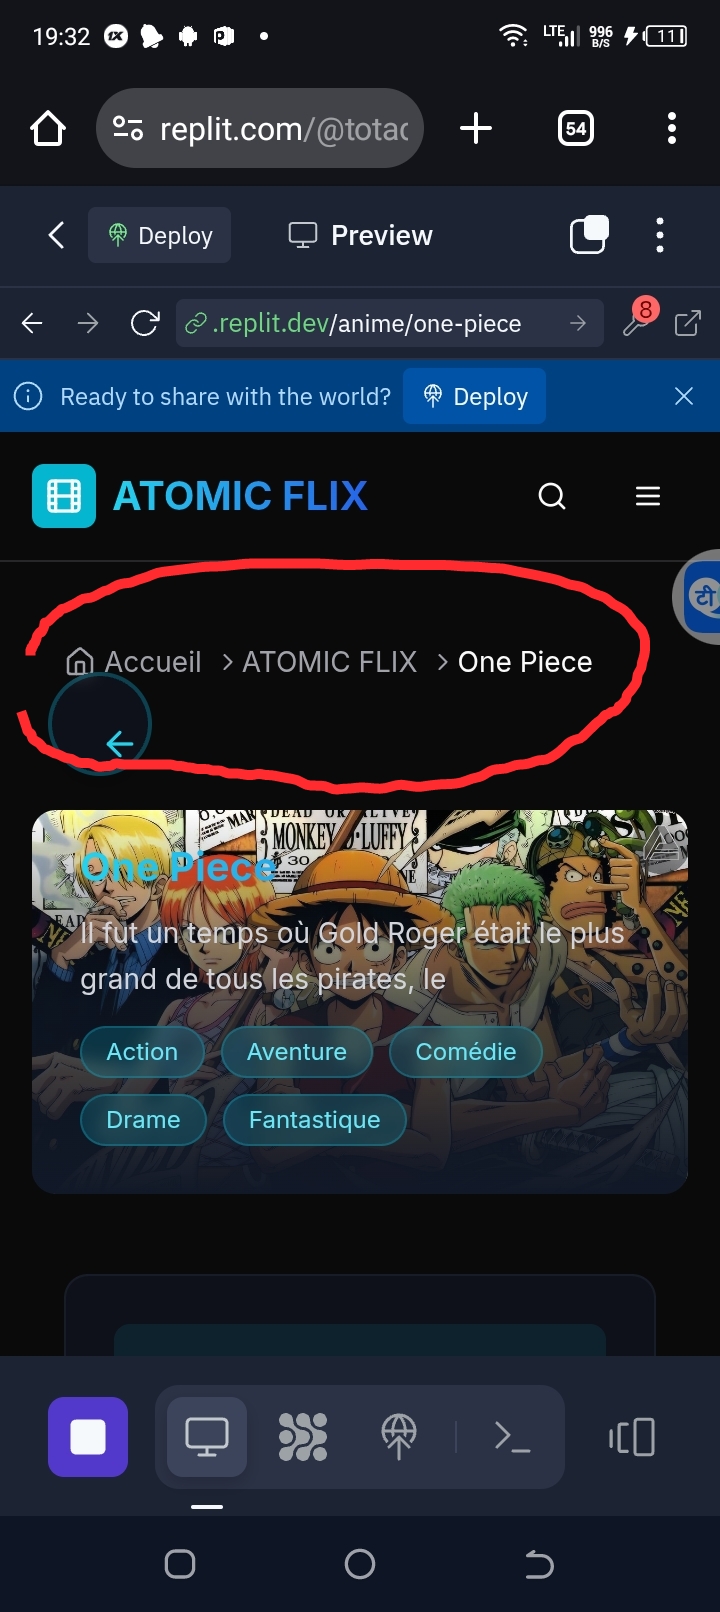 19:32
LTE 996 B/S 11
replit.com/@totac
54
Deploy
Preview
8
.replit.dev/anime/one-piece
Ready to share with the world?
Deploy
ATOMIC FLIX
टी
Accueil > ATOMIC FLIX > One Piece
DEAD OR ALIVE
MONKEY D. LUFFY
30
One Piece
Il fut un temps où Gold Roger était le plus
grand de tous les pirates, le
Action
Aventure
Comédie
Drame
Fantastique